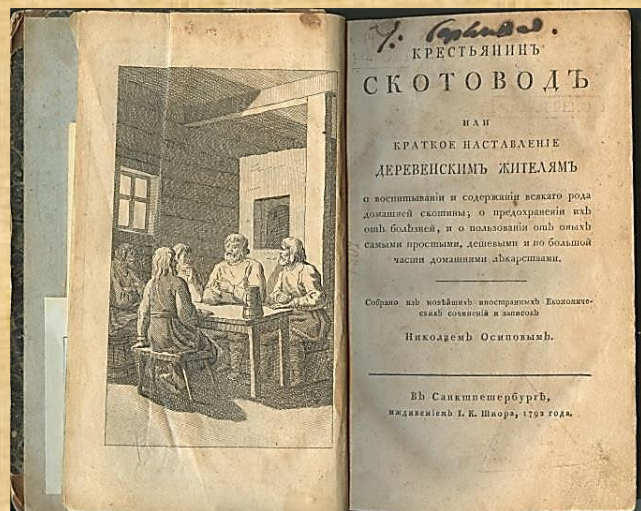 КРЕСТЬЯНИНЪ
СКОТОВОДЪ
ИЛИ
КРАТКОЕ НАСТАВЛЕНІЕ
ДЕРЕВЕНСКИМЪ ЖИТЕЛЯМЪ
о воспитываніи и содержаніи всякаго рода
домашней скотины; о предохраненіи ихъ
отъ болѣзней, и о пользованіи отъ оныхъ
самыми простыми, дешевыми и по большой
части домашними лѣкарствами.
Собрано изъ новѣйшихъ иностранныхъ Економиче-
скихъ сочиненій и записокъ
Николаемъ Осиповымъ.
Въ Санктпетербургѣ,
иждивеніемъ І. К. Шнора, 1792 года.